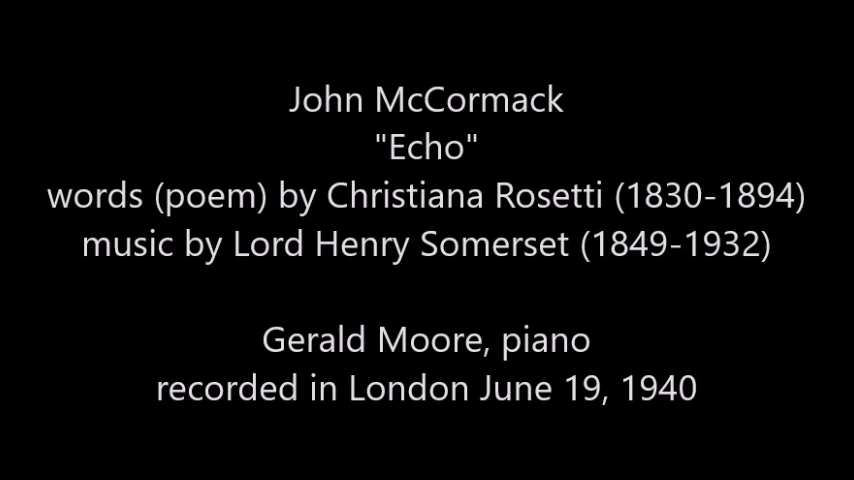 John McCormack
"Echo"
words (poem) by Christiana Rosetti (1830-1894)
music by Lord Henry Somerset (1849-1932)
Gerald Moore, piano
recorded in London June 19, 1940